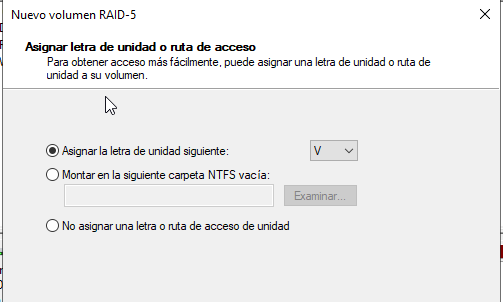 Nuevo volumen RAID-5
Asignar letra de unidad o ruta de acceso
Para obtener acceso más fácilmente, puede asignar una letra de unidad o ruta de
unidad a su volumen.
Asignar la letra de unidad siguiente: V
Montar en la siguiente carpeta NTFS vacía:
Examinar...
No asignar una letra o ruta de acceso de unidad